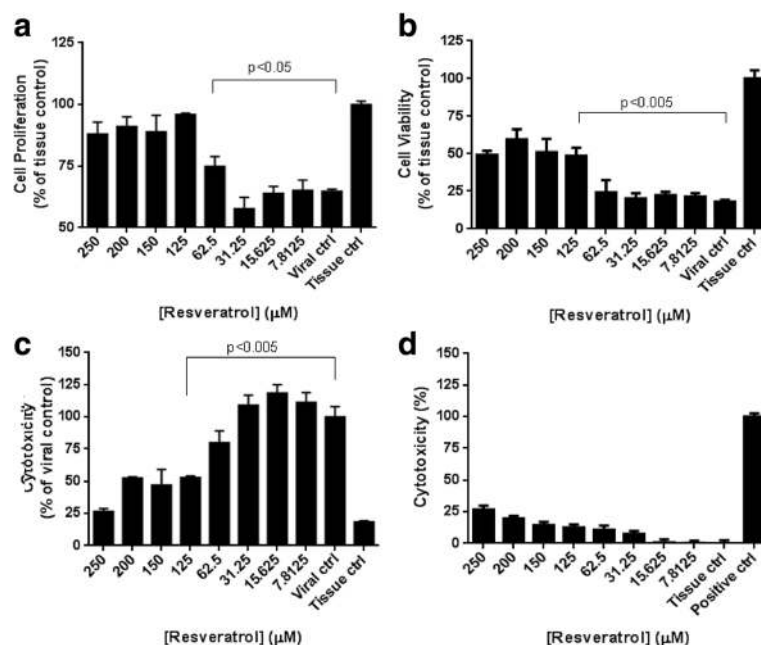 a
Cell Proliferation
(% of tissue control)
125
100
75
50
p<0.05
250
200
150
125
62.5
31.25
15.625
7.8125
Viral ctrl
Tissue ctrl
[Resveratrol] (µM)
b
Cell Viability
(% of tissue control)
125
100
75
50
25
0
p<0.005
250
200
150
125
62.5
31.25
15.625
7.8125
Viral ctrl
Tissue ctrl
[Resveratrol] (µM)
c
Cytotoxicity
(% of viral control)
150
125
100
75
50
25
0
p<0.005
250
200
150
125
62.5
31.25
15.625
7.8125
Viral ctrl
Tissue ctrl
[Resveratrol] (µM)
d
Cytotoxicity (%)
150
125
100
75
50
25
0
250
200
150
125
62.5
31.25
15.625
7.8125
Tissue ctrl
Positive ctrl
[Resveratrol] (µM)